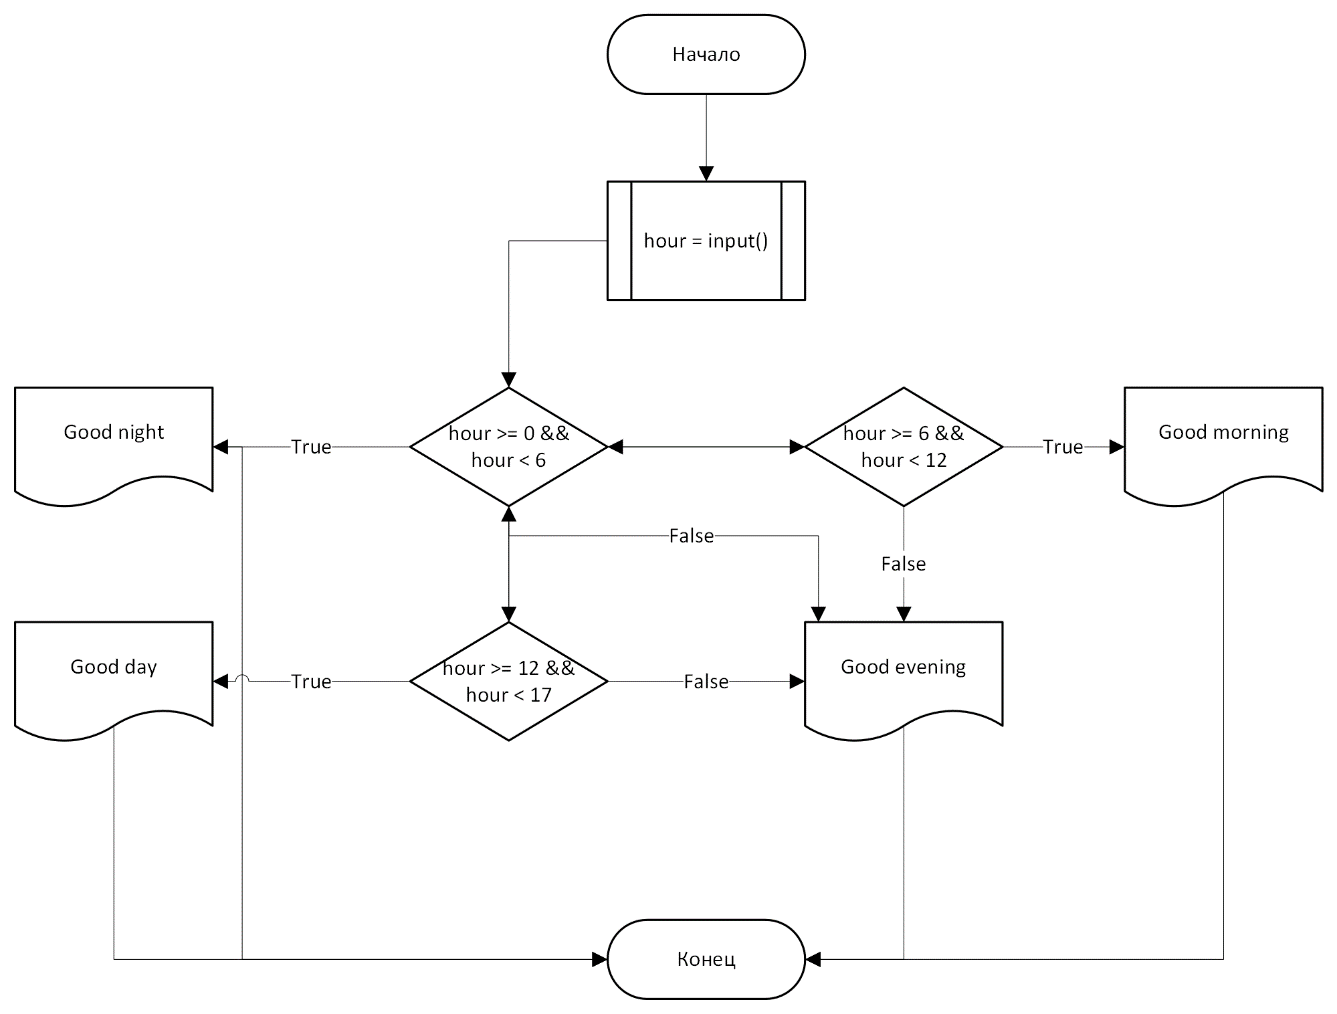 Начало
hour = input()
Good night
True
hour >= 0 &&
hour < 6
hour >= 6 &&
hour < 12
True
Good morning
False
False
Good day
True
hour >= 12 &&
hour < 17
False
Good evening
Конец